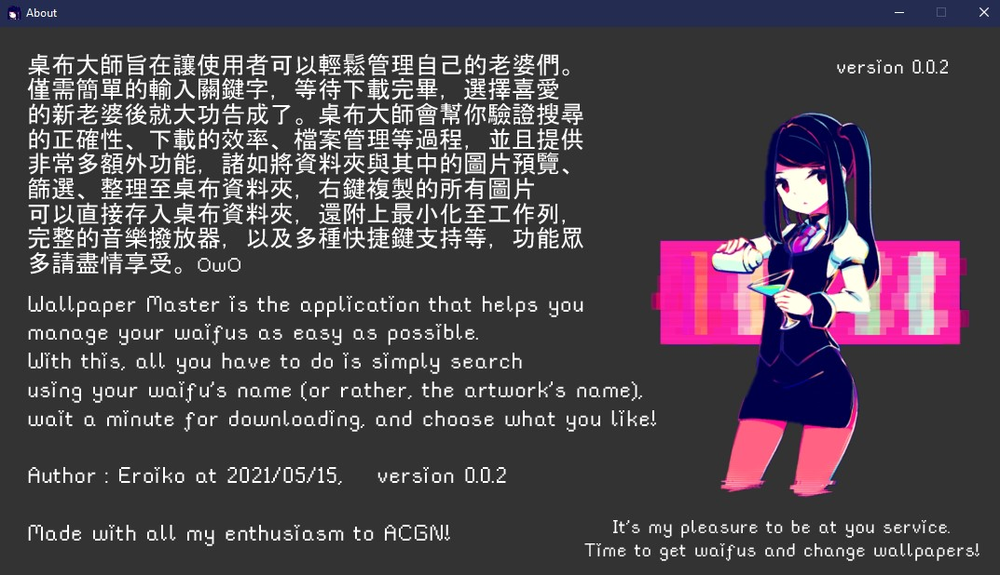 About
桌布大師旨在讓使用者可以輕鬆管理自己的老婆們。
僅需簡單的輸入關鍵字, 等待下載完畢, 選擇喜愛
的新老婆後就大功告成了。桌布大師會幫你驗證搜尋
的正確性、下載的效率、檔案管理等過程, 並且提供
非常多額外功能, 諸如將資料夾與其中的圖片預覽、
篩選、整理至桌布資料夾, 右鍵複製的所有圖片
可以直接存入桌布資料夾, 還附上最小化至工作列,
完整的音樂撥放器, 以及多種快捷鍵支持等, 功能眾
多請盡情享受。OwO
version 0.0.2
Wallpaper Master is the application that helps you
manage your waifus as easy as possible.
With this, all you have to do is simply search
using your waifu's name (or rather, the artwork's name),
wait a minute for downloading, and choose what you like!
Author : Eroiko at 2021/05/15, version 0.0.2
Made with all my enthusiasm to ACGN!
It's my pleasure to be at you service.
Time to get waifus and change wallpapers!